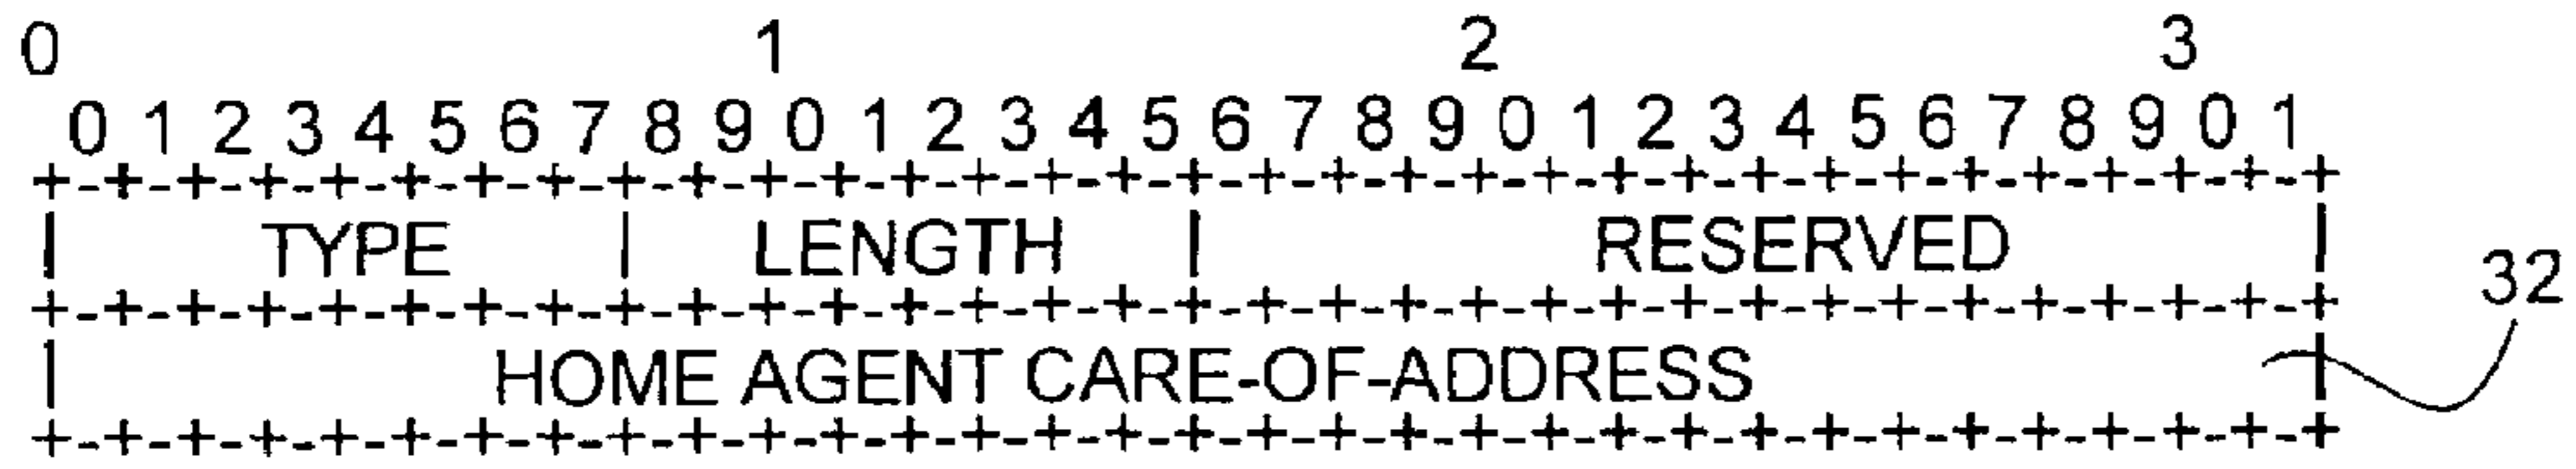 0 1 2 3
0 1 2 3 4 5 6 7 8 9 0 1 2 3 4 5 6 7 8 9 0 1 2 3 4 5 6 7 8 9 0 1
+-+-+-+-+-+-+-+-+-+-+-+-+-+-+-+-+-+-+-+-+-+-+-+-+-+-+-+-+-+-+-+-+
| TYPE | LENGTH | RESERVED |
+-+-+-+-+-+-+-+-+-+-+-+-+-+-+-+-+-+-+-+-+-+-+-+-+-+-+-+-+-+-+-+-+
32
| HOME AGENT CARE-OF-ADDRESS |
+-+-+-+-+-+-+-+-+-+-+-+-+-+-+-+-+-+-+-+-+-+-+-+-+-+-+-+-+-+-+-+-+